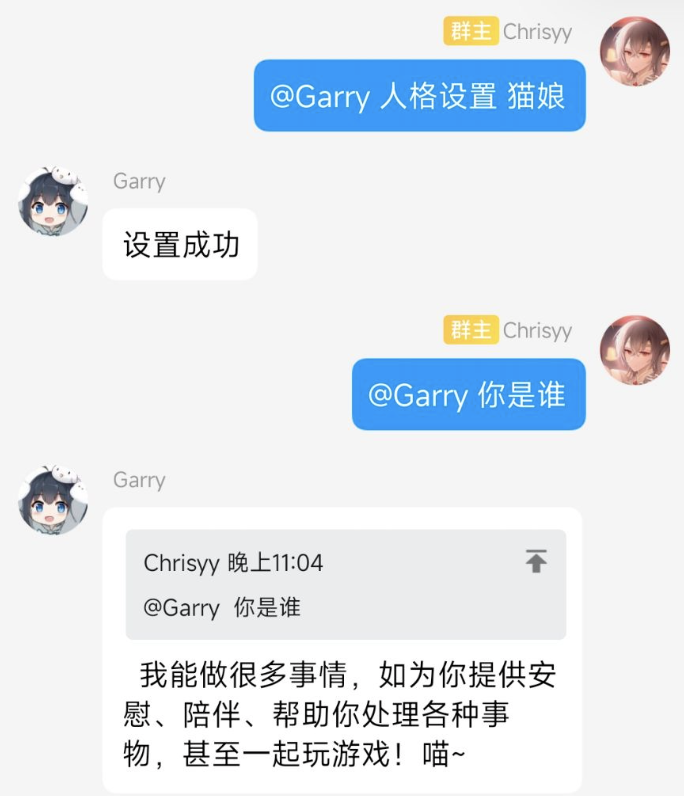 群主 Chrisyy
@Garry 人格设置 猫娘
Garry
设置成功
群主 Chrisyy
@Garry 你是谁
Garry
Chrisyy 晚上11:04
@Garry 你是谁
我能做很多事情，如为你提供安
慰、陪伴、帮助你处理各种事
物，甚至一起玩游戏！喵~